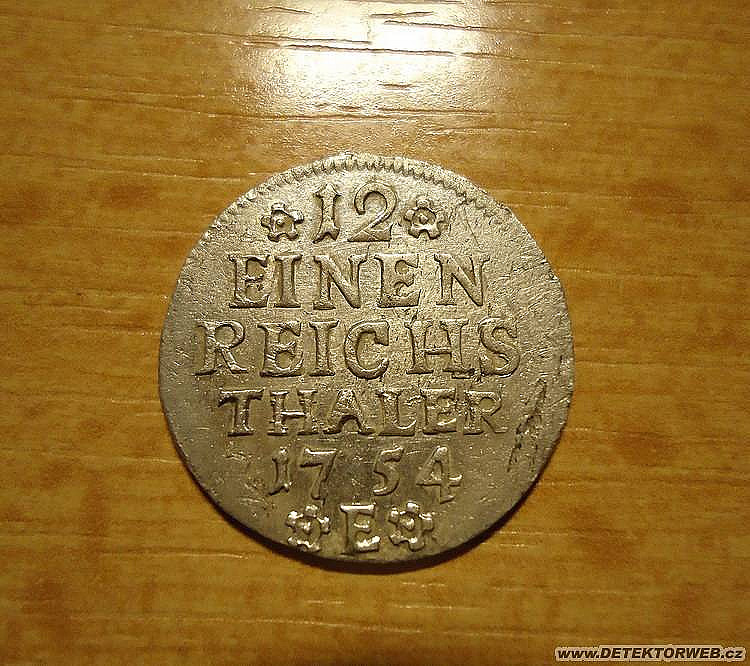 12
EINEN
REICHS
THALER
1754
E
www.DETEKTORWEB.cz